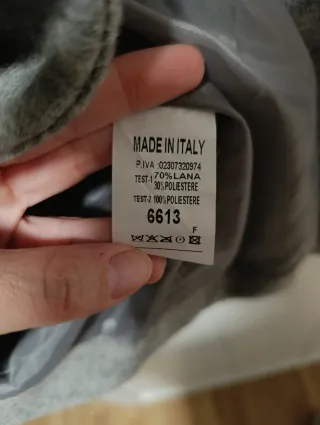 MADE IN ITALY
P.IVA :02307320974
TEST-1 70%LANA
30%POLIESTERE
TEST-2 100%POLIESTERE
6613
F